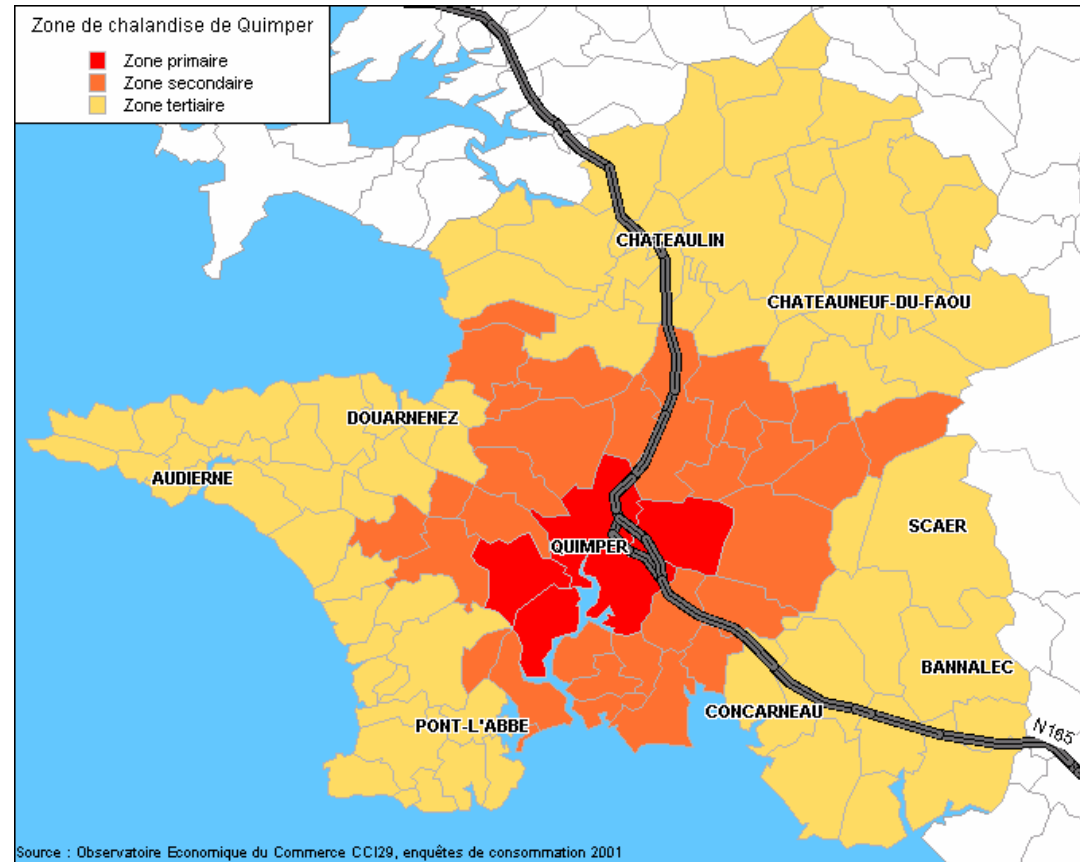 Zone de chalandise de Quimper
Zone primaire
Zone secondaire
Zone tertiaire
CHATEAULIN
CHATEAUNEUF-DU-FAOU
DOUARNENEZ
AUDIERNE
SCAER
QUIMPER
BANNALEC
CONCARNEAU
PONT-L'ABBE
N165
Source : Observatoire Economique du Commerce CCI29, enquêtes de consommation 2001